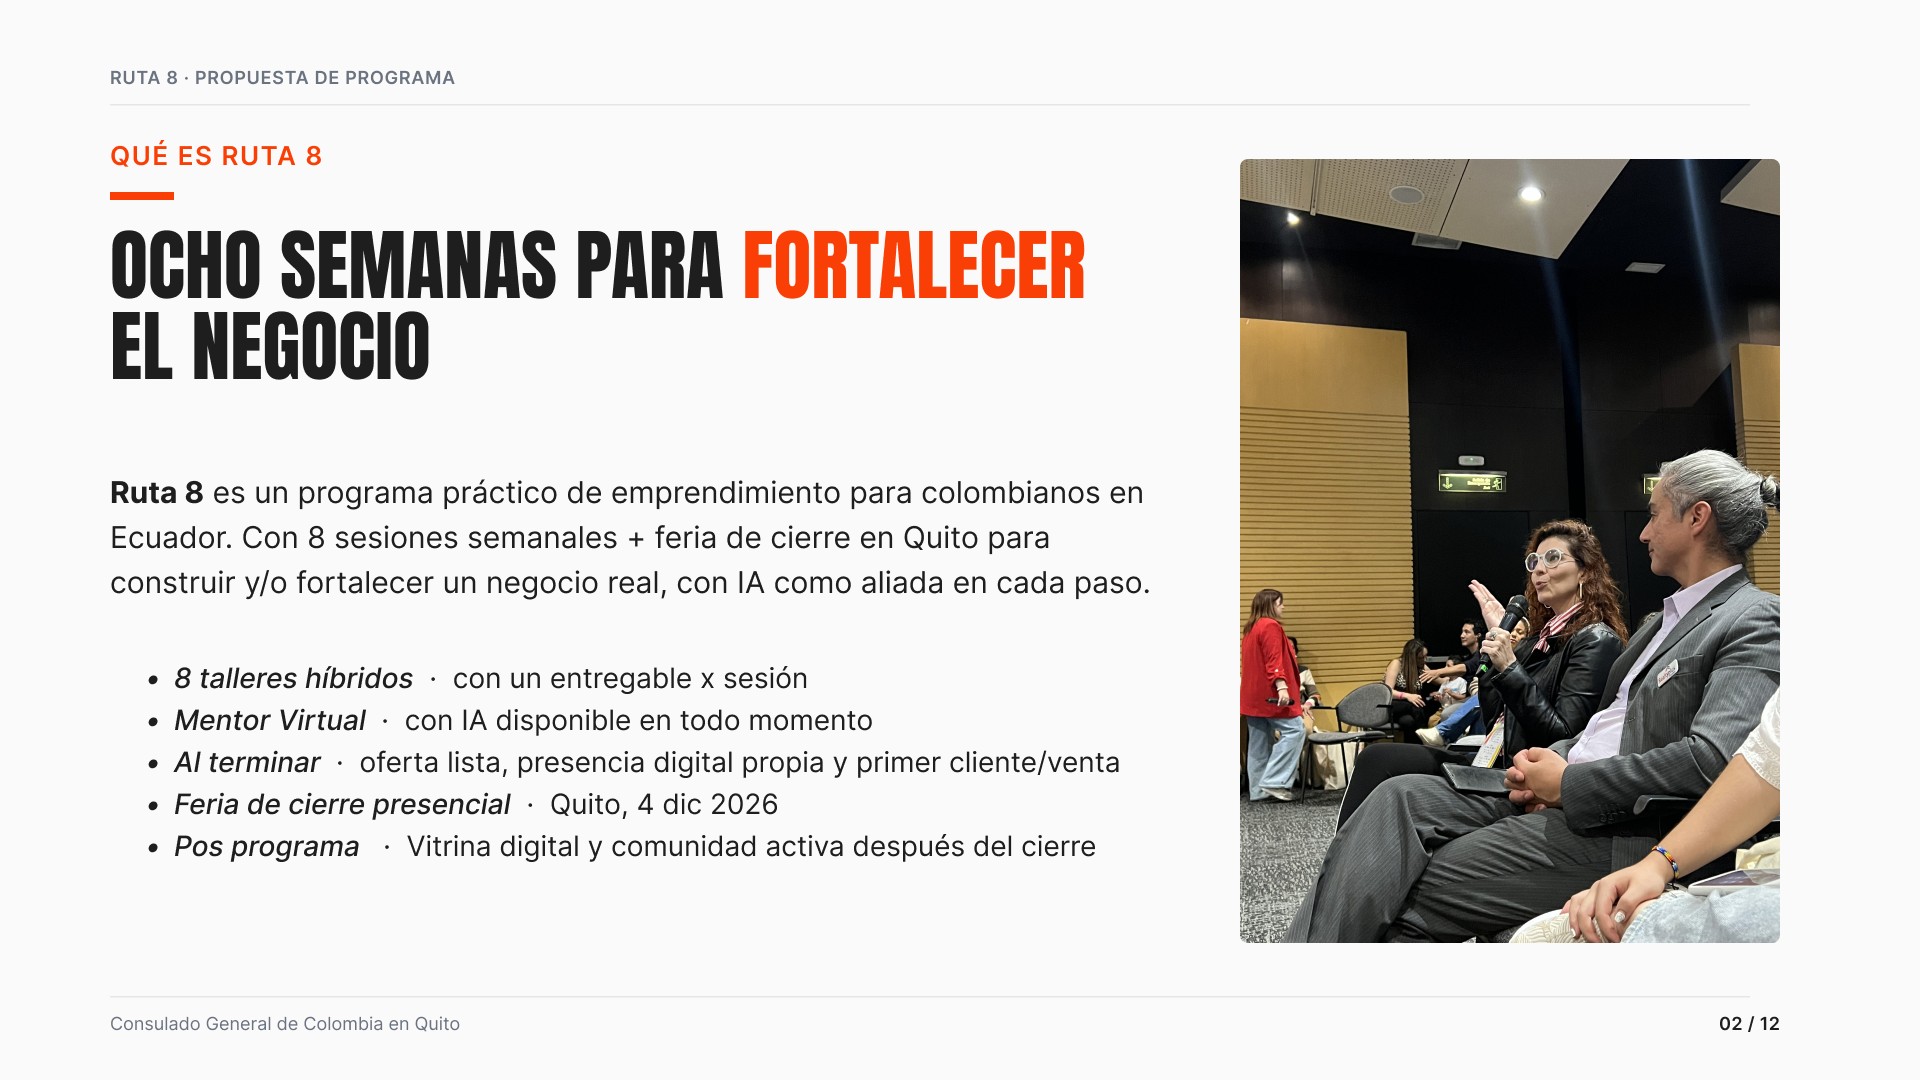 RUTA 8 · PROPUESTA DE PROGRAMA
QUÉ ES RUTA 8
OCHO SEMANAS PARA FORTALECER
EL NEGOCIO
Ruta 8 es un programa práctico de emprendimiento para colombianos en
Ecuador. Con 8 sesiones semanales + feria de cierre en Quito para
construir y/o fortalecer un negocio real, con IA como aliada en cada paso.
• 8 talleres híbridos · con un entregable x sesión
• Mentor Virtual · con IA disponible en todo momento
• Al terminar · oferta lista, presencia digital propia y primer cliente/venta
• Feria de cierre presencial · Quito, 4 dic 2026
• Pos programa · Vitrina digital y comunidad activa después del cierre
Consulado General de Colombia en Quito
02 / 12